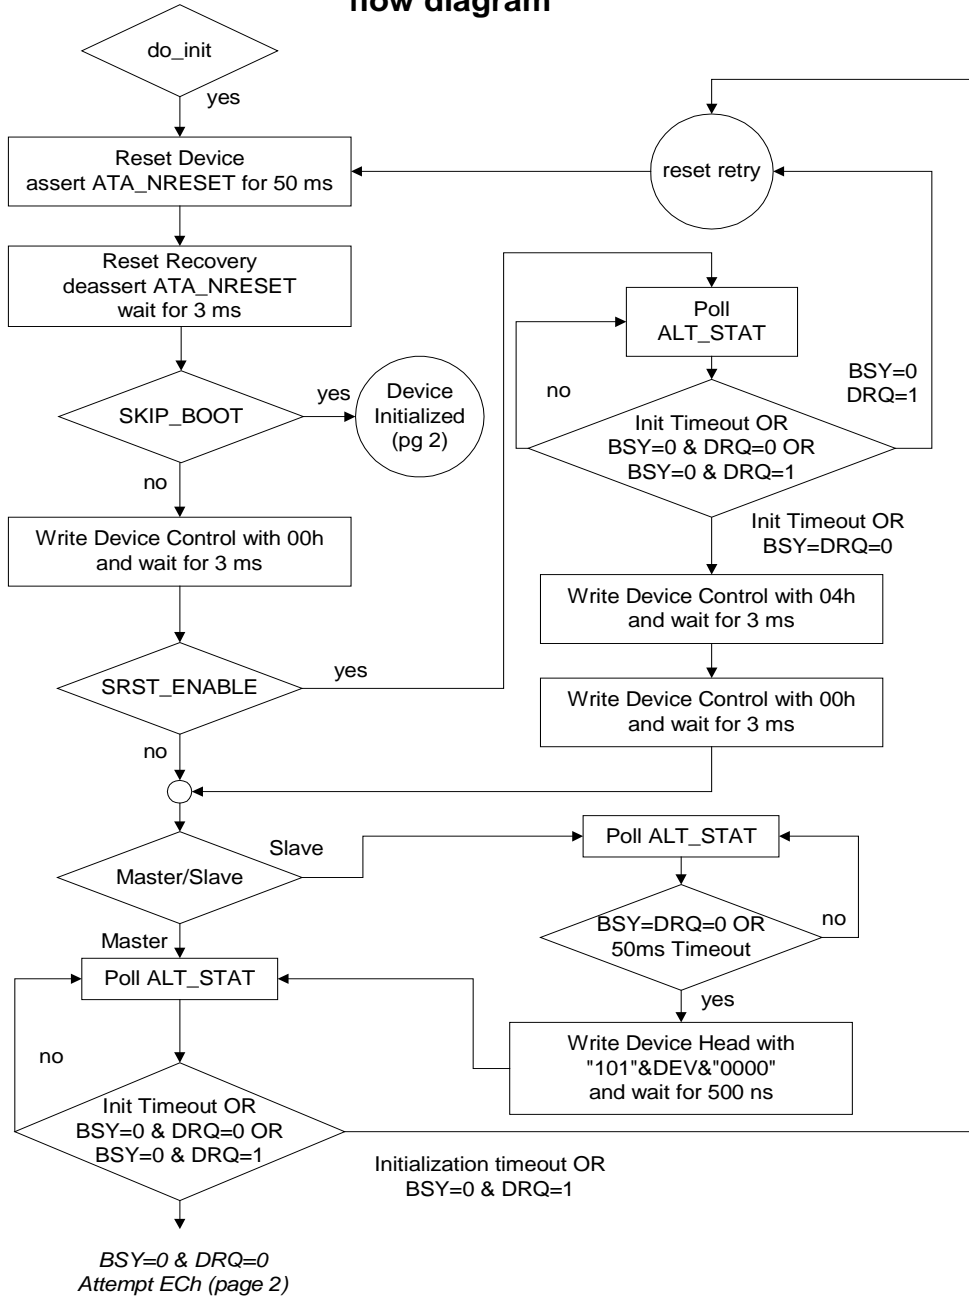 flow diagram
do_init
yes
Reset Device
assert ATA_NRESET for 50 ms
reset retry
Reset Recovery
deassert ATA_NRESET
wait for 3 ms
Poll
ALT_STAT
SKIP_BOOT
yes
Device
Initialized
(pg 2)
no
no
BSY=0
DRQ=1
Init Timeout OR
BSY=0 & DRQ=0 OR
BSY=0 & DRQ=1
Init Timeout OR
BSY=DRQ=0
Write Device Control with 00h
and wait for 3 ms
Write Device Control with 04h
and wait for 3 ms
SRST_ENABLE
yes
no
Write Device Control with 00h
and wait for 3 ms
Master/Slave
Slave
Master
Poll ALT_STAT
BSY=DRQ=0 OR
50ms Timeout
no
yes
Write Device Head with
"101"&DEV&"0000"
and wait for 500 ns
Poll ALT_STAT
no
Init Timeout OR
BSY=0 & DRQ=0 OR
BSY=0 & DRQ=1
Initialization timeout OR
BSY=0 & DRQ=1
BSY=0 & DRQ=0
Attempt ECh (page 2)